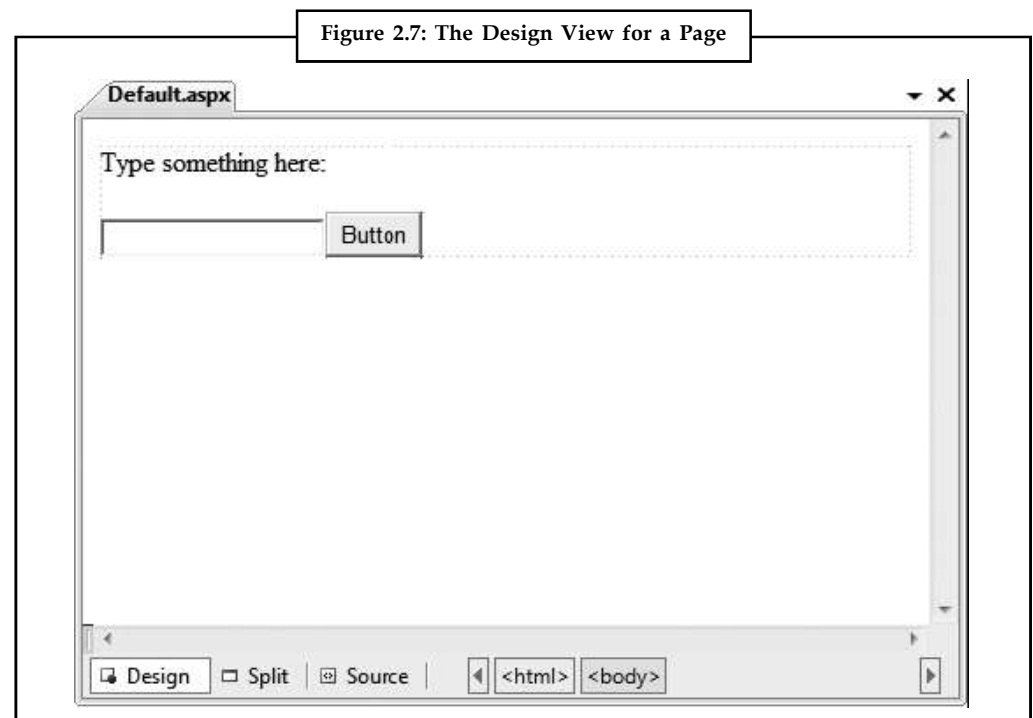 Figure 2.7: The Design View for a Page
Default.aspx
Type something here:
Button
Design Split Source <html> <body>